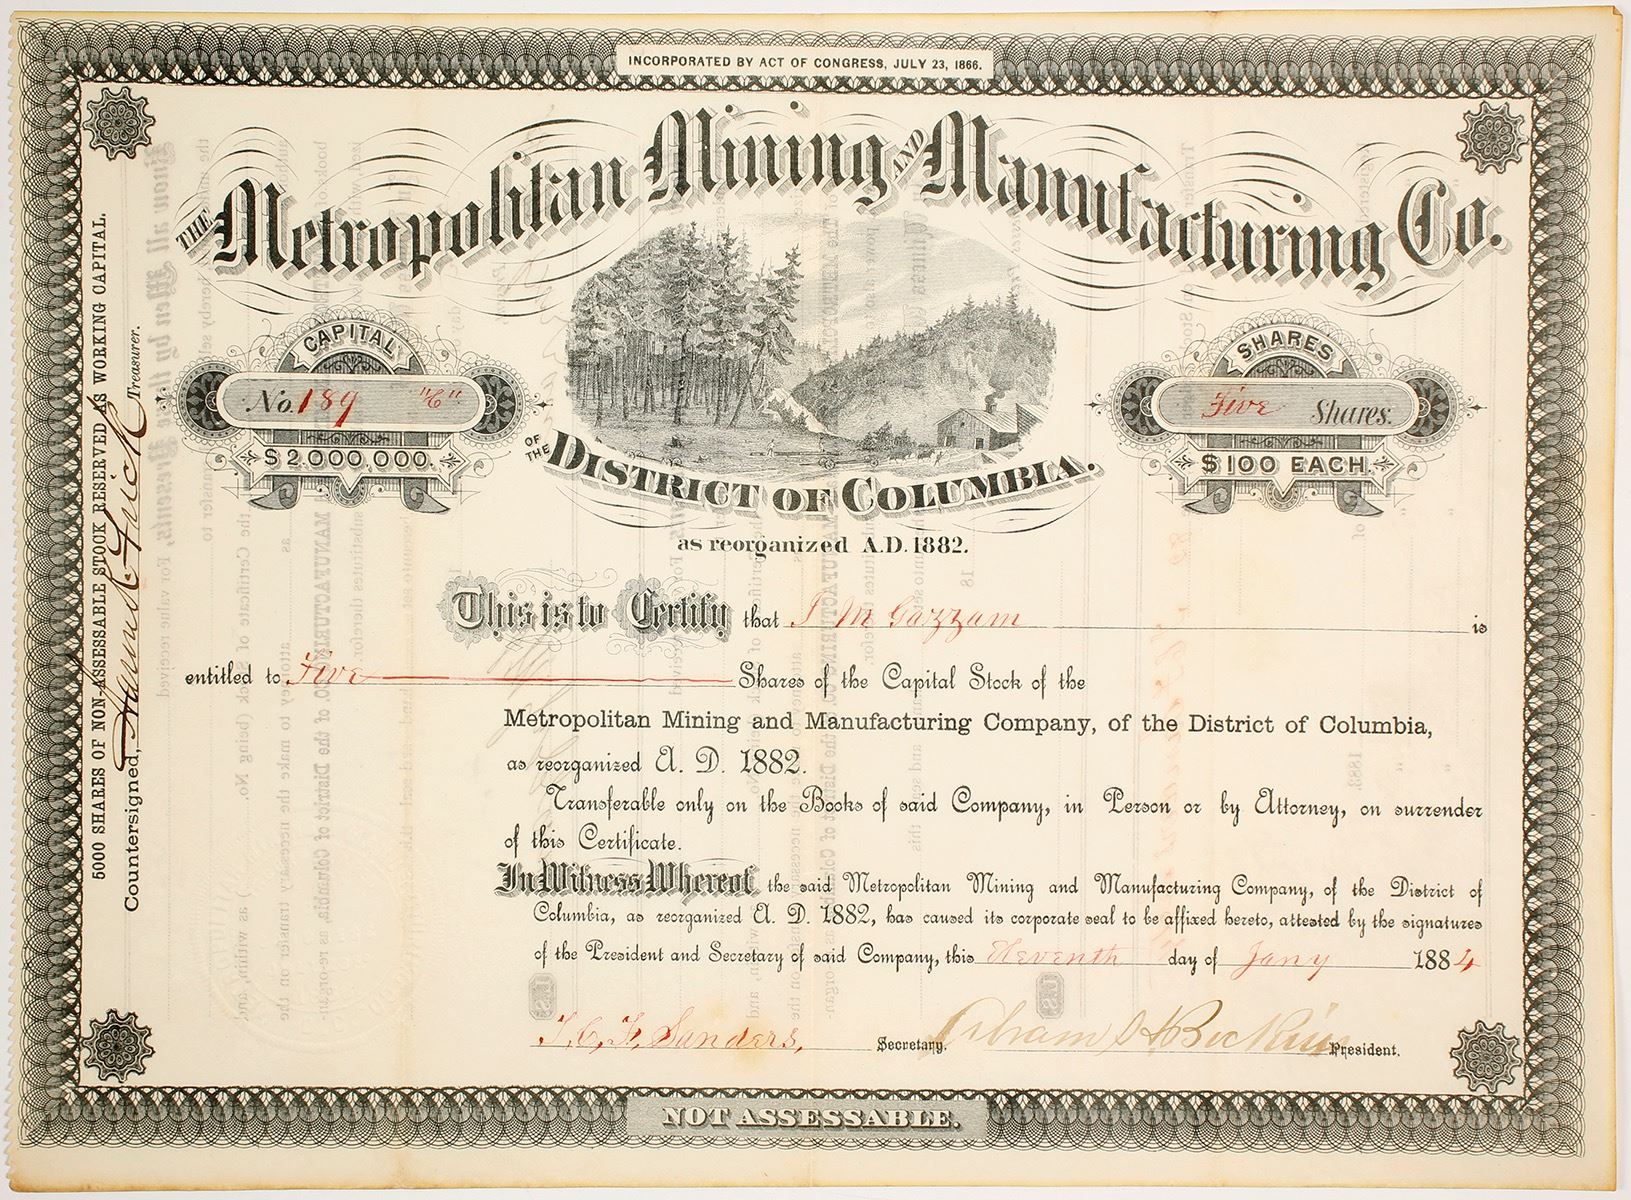 INCORPORATED BY ACT OF CONGRESS, JULY 23, 1866.
THE Metropolitan Mining AND Manufacturing Co.
OF THE DISTRICT OF COLUMBIA.
as reorganized A.D. 1882.
CAPITAL
No. 189 "C"
$2,000,000.
SHARES
Five Shares.
$100 EACH.
5000 SHARES OF NON-ASSESSABLE STOCK RESERVED AS WORKING CAPITAL.
Countersigned, Treasurer.
This is to Certify that J M Gazzam is
entitled to Five Shares of the Capital Stock of the
Metropolitan Mining and Manufacturing Company, of the District of Columbia,
as reorganized A. D. 1882.
Transferable only on the Books of said Company, in Person or by Attorney, on surrender
of this Certificate.
In Witness Whereof, the said Metropolitan Mining and Manufacturing Company, of the District of
Columbia, as reorganized A. D. 1882, has caused its corporate seal to be affixed hereto, attested by the signatures
of the President and Secretary of said Company, this Eleventh day of Jany 1884
Sanders, Secretary. Abram President.
NOT ASSESSABLE.